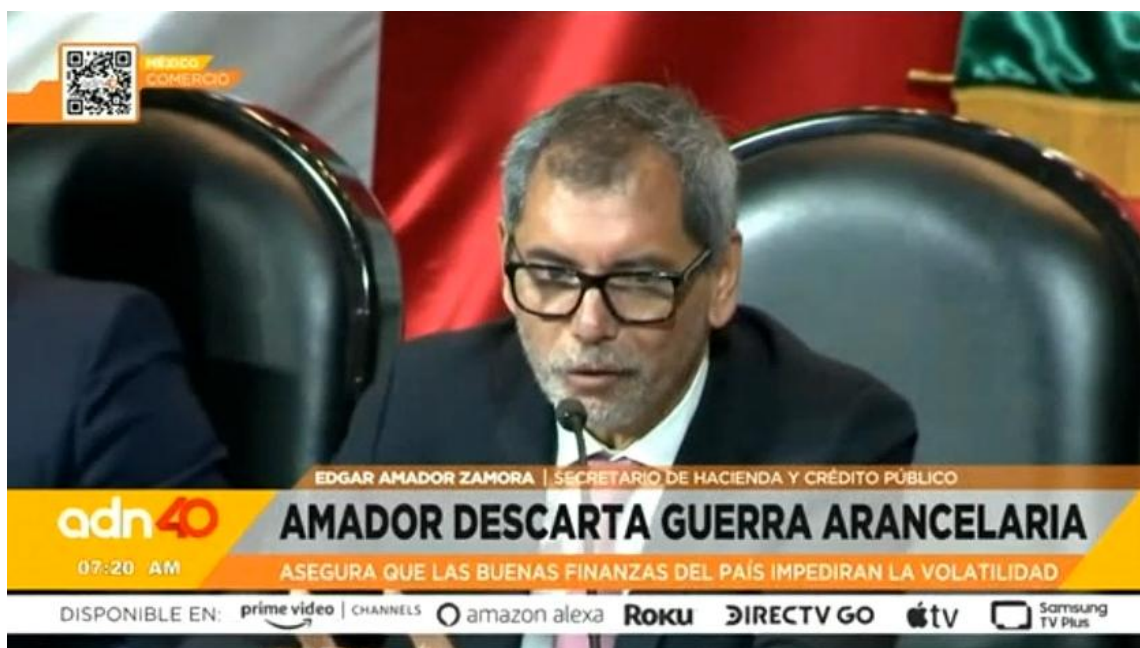 MÉXICO
COMERCIO
EDGAR AMADOR ZAMORA | SECRETARIO DE HACIENDA Y CRÉDITO PÚBLICO
adn40
AMADOR DESCARTA GUERRA ARANCELARIA
07:20 AM
ASEGURA QUE LAS BUENAS FINANZAS DEL PAÍS IMPEDIRAN LA VOLATILIDAD
DISPONIBLE EN: prime video | CHANNELS amazon alexa ROKU DIRECTV GO tv Samsung TV Plus